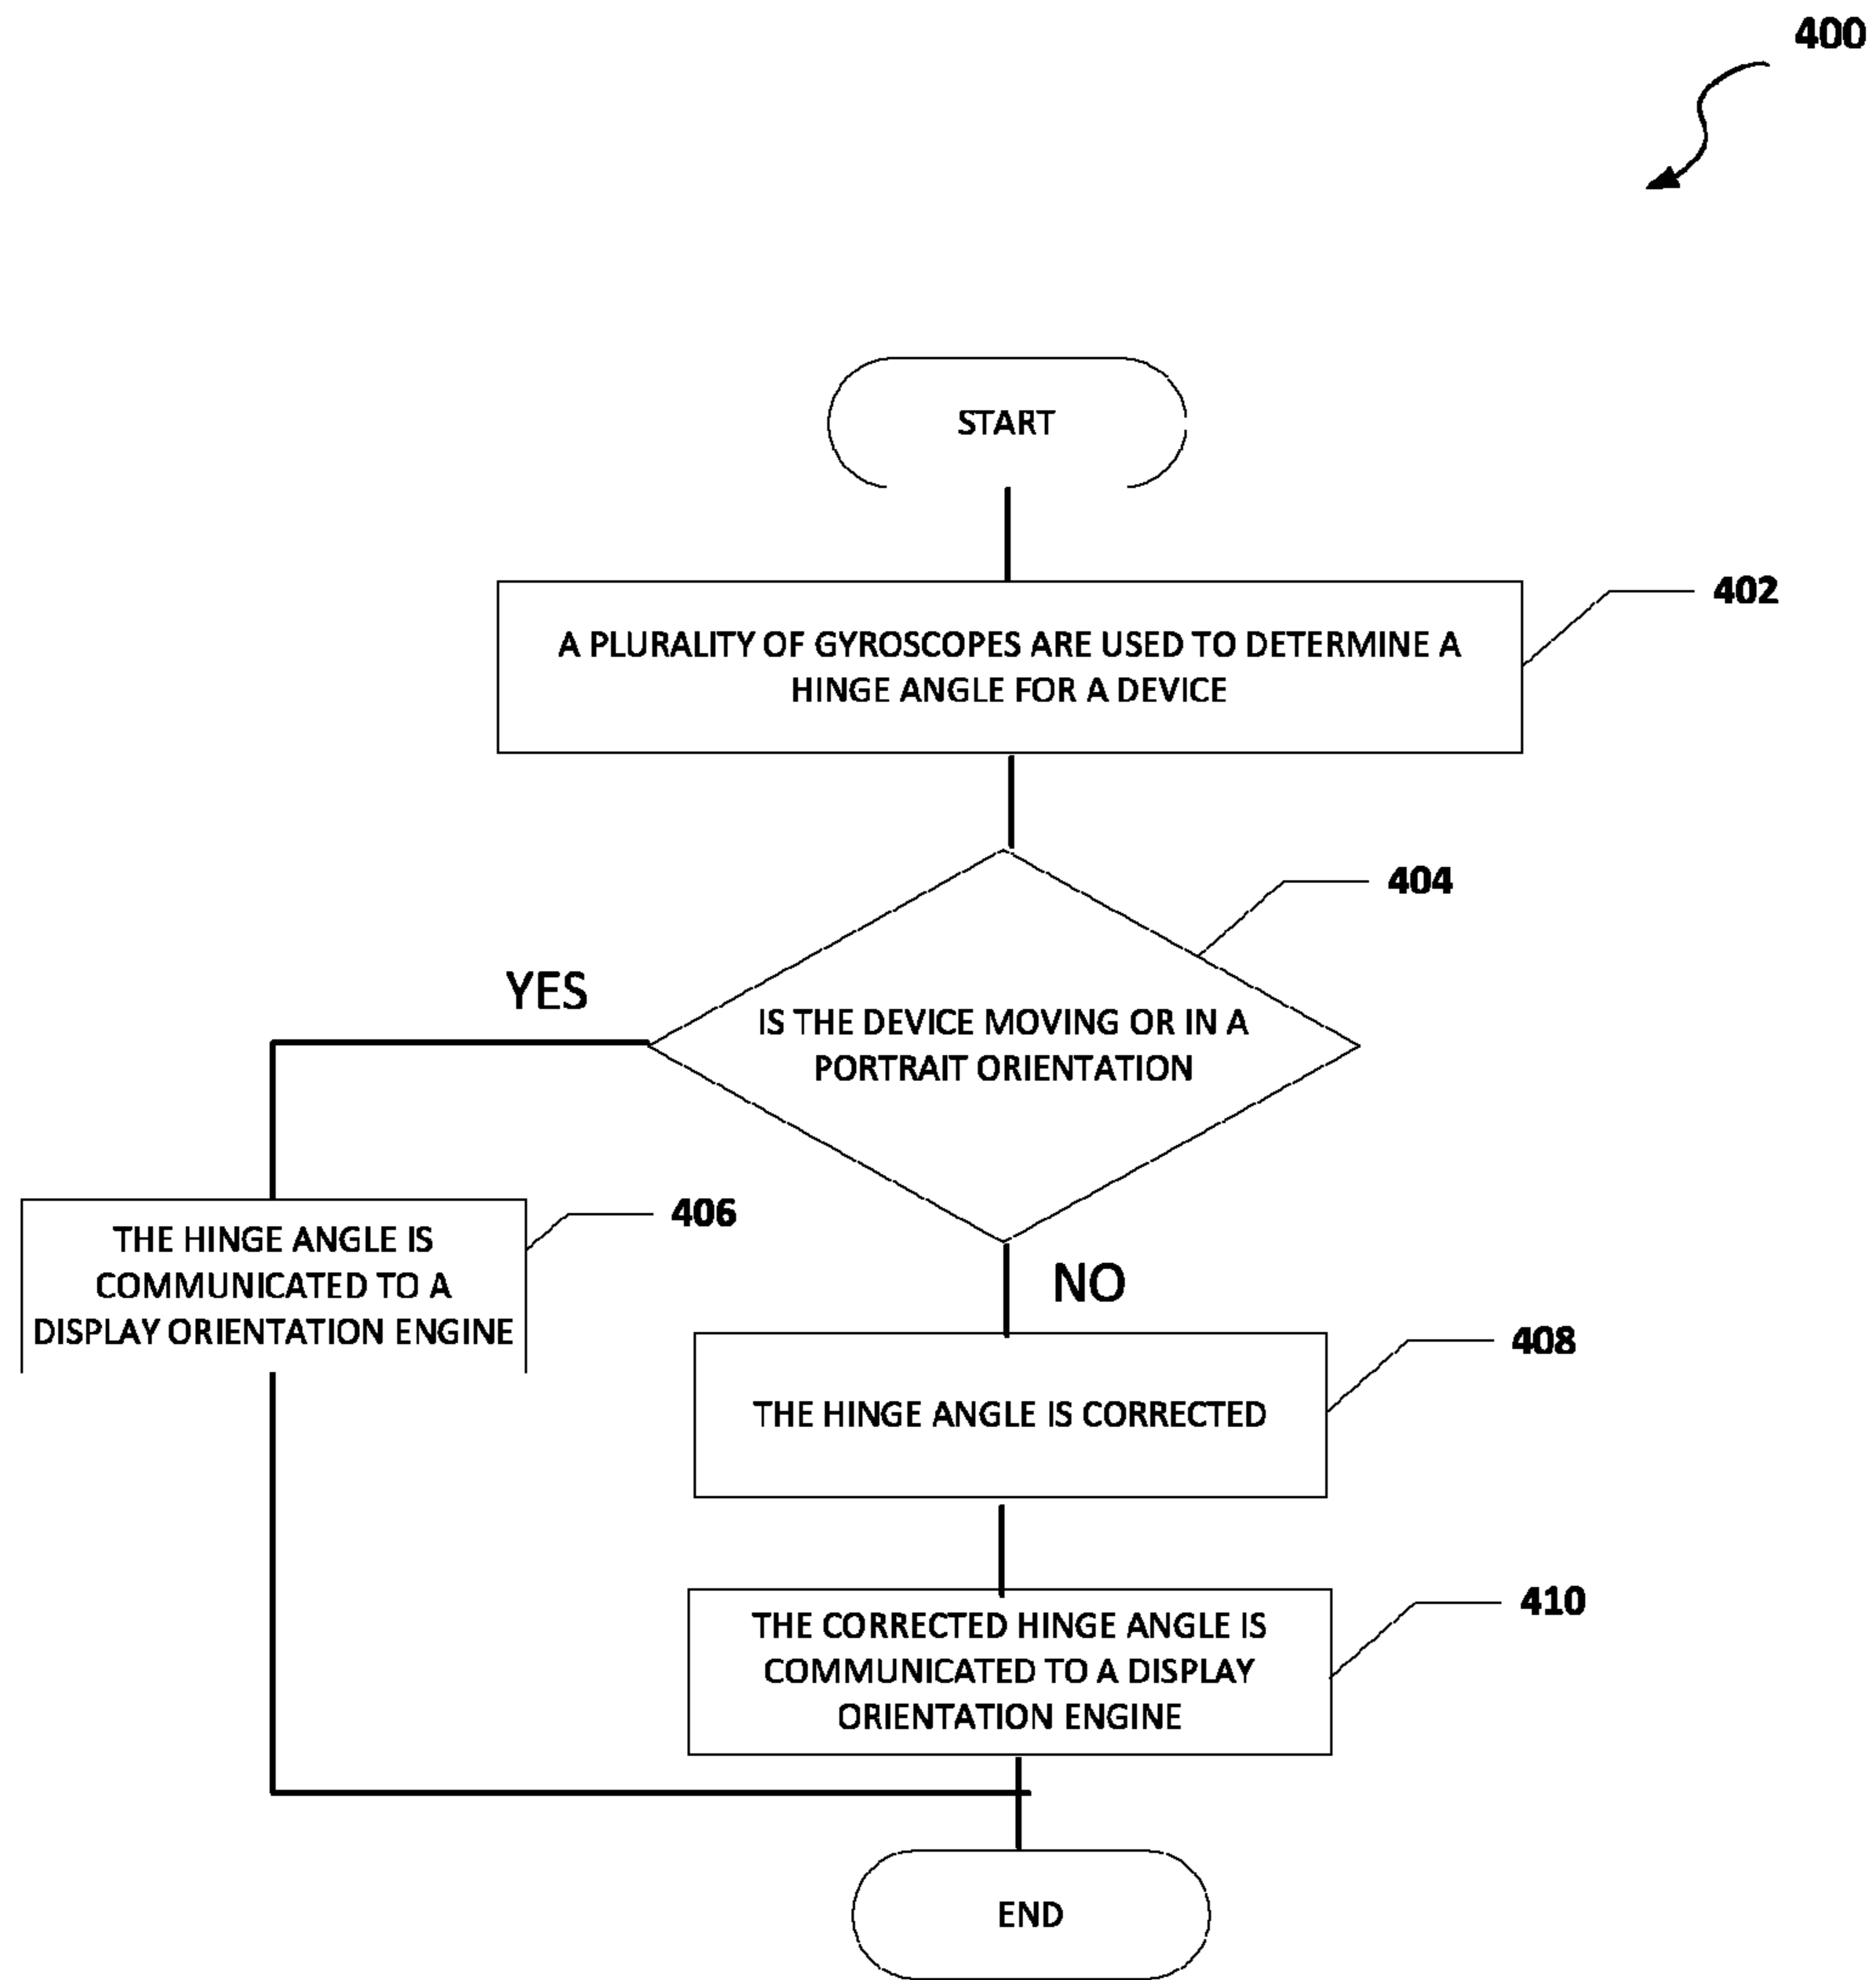 400
START
A PLURALITY OF GYROSCOPES ARE USED TO DETERMINE A
HINGE ANGLE FOR A DEVICE
402
404
IS THE DEVICE MOVING OR IN A
PORTRAIT ORIENTATION
YES
THE HINGE ANGLE IS
COMMUNICATED TO A
DISPLAY ORIENTATION ENGINE
406
NO
THE HINGE ANGLE IS CORRECTED
408
THE CORRECTED HINGE ANGLE IS
COMMUNICATED TO A DISPLAY
ORIENTATION ENGINE
410
END